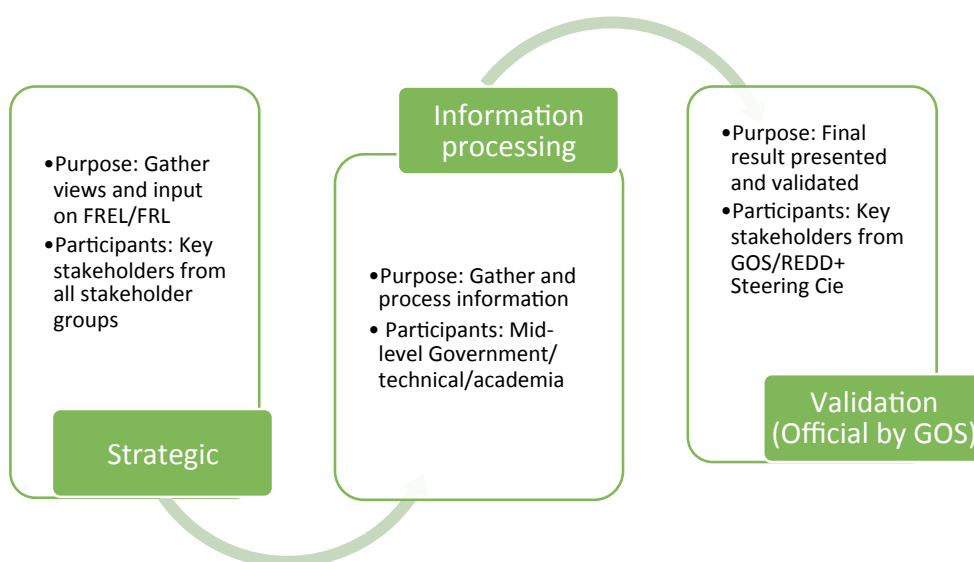 •Purpose: Gather
views and input
on FREL/FRL
•Participants: Key
stakeholders from
all stakeholder
groups
Strategic
Information
processing
•Purpose: Gather and
process information
• Participants: Mid-
level Government/
technical/academia
•Purpose: Final
result presented
and validated
•Participants: Key
stakeholders from
GOS/REDD+
Steering Cie
Validation
(Official by GOS)